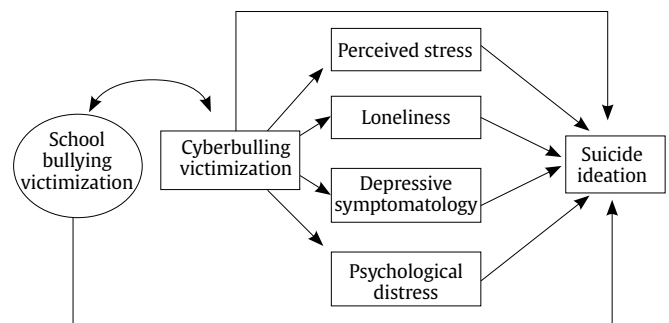 Perceived stress
Loneliness
School
bullying
victimization
Cyberbulling
victimization
Suicide
ideation
Depressive
symptomatology
Psychological
distress